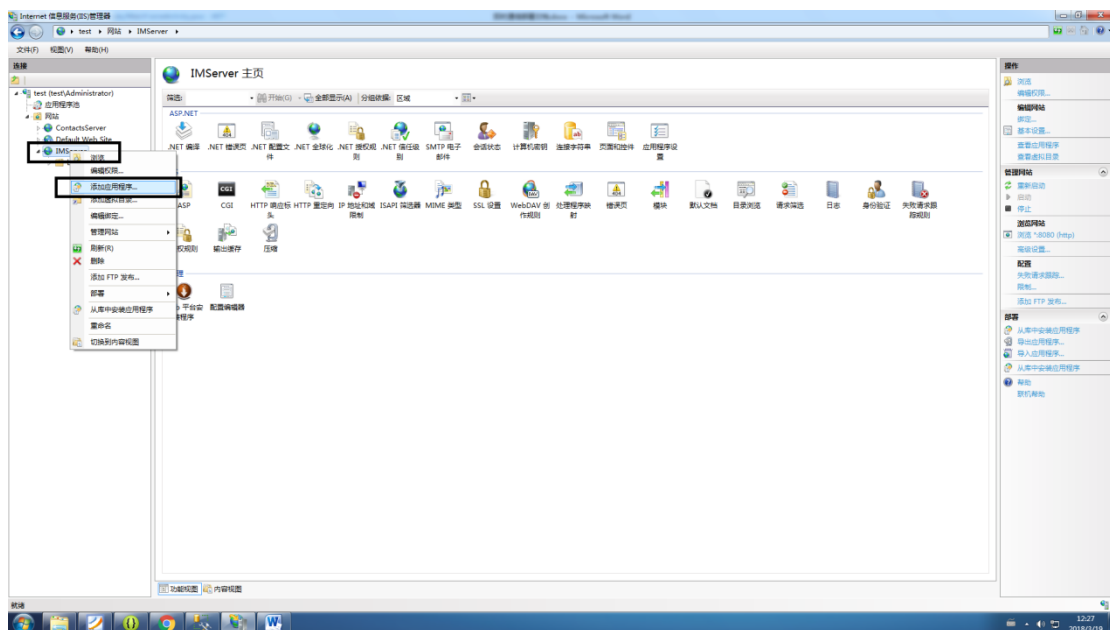 Internet 信息服务(IIS)管理器
test 网站 IMServer
文件(F) 视图(V) 帮助(H)
连接
test (test\Administrator)
应用程序池
网站
ContactsServer
Default Web Site
IMServer
浏览
编辑权限...
添加应用程序...
添加虚拟目录...
编辑绑定...
管理网站
刷新(R)
删除
添加 FTP 发布...
部署
从库中安装应用程序
重命名
切换到内容视图
IMServer 主页
筛选: 开始(G) 全部显示(A) 分组依据: 区域
ASP.NET
.NET 编译 .NET 错误页 .NET 配置文件 .NET 全球化 .NET 授权规则 .NET 信任级别 SMTP 电子邮件 会话状态 计算机密钥 连接字符串 页面和控件 应用程序设置
ASP CGI HTTP 响应标头 HTTP 重定向 IP 地址和域限制 ISAPI 筛选器 MIME 类型 SSL 设置 WebDAV 创作规则 处理程序映射 错误页 模块 默认文档 目录浏览 请求筛选 日志 身份验证 失败请求跟踪规则
权规则 输出缓存 压缩
理
平台安装程序 配置编辑器
功能视图 内容视图
操作
浏览
编辑权限...
编辑网站
绑定...
基本设置...
查看应用程序
查看虚拟目录
管理网站
重新启动
启动
停止
浏览网站
浏览 *:8080 (http)
高级设置...
配置
失败请求跟踪...
限制...
添加 FTP 发布...
部署
从库中安装应用程序
导出应用程序...
导入应用程序...
从库中安装应用程序
帮助
联机帮助
就绪
12:27
2018/3/19